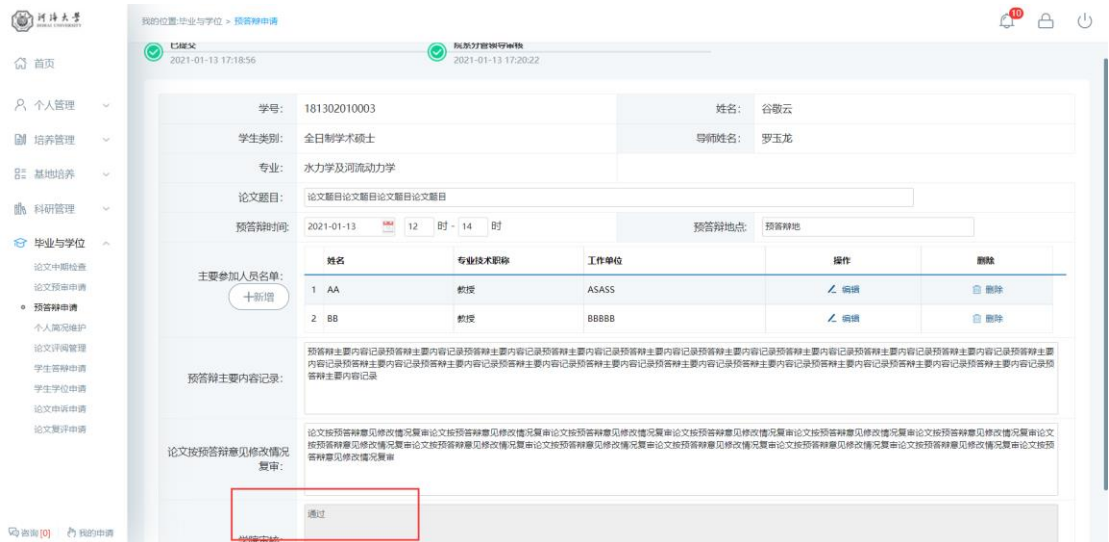 河海大学
HOHAI UNIVERSITY
我的位置:毕业与学位 > 预答辩申请
10
首页
个人管理
培养管理
基地培养
科研管理
毕业与学位
论文中期检查
论文预审申请
预答辩申请
个人简况维护
论文评阅管理
学生答辩申请
学生学位申请
论文申诉申请
论文复评申请
咨询[0] 我的申请
已提交
2021-01-13 17:18:56
院系分管领导审核
2021-01-13 17:20:22
学号: 181302010003 姓名: 谷敬云
学生类别: 全日制学术硕士 导师姓名: 罗玉龙
专业: 水力学及河流动力学
论文题目: 论文题目论文题目论文题目论文题目
预答辩时间: 2021-01-13 12 时 - 14 时 预答辩地点: 预答辩地
主要参加人员名单:
+新增
姓名 专业技术职称 工作单位 操作 删除
1 AA 教授 ASASS 编辑 删除
2 BB 教授 BBBBB 编辑 删除
预答辩主要内容记录:
预答辩主要内容记录预答辩主要内容记录预答辩主要内容记录预答辩主要内容记录预答辩主要内容记录预答辩主要内容记录预答辩主要内容记录预答辩主要内容记录预答辩主要
内容记录预答辩主要内容记录预答辩主要内容记录预答辩主要内容记录预答辩主要内容记录预答辩主要内容记录预答辩主要内容记录预答辩主要内容记录预答辩主要内容记录预
答辩主要内容记录
论文按预答辩意见修改情况
复审:
论文按预答辩意见修改情况复审论文按预答辩意见修改情况复审论文按预答辩意见修改情况复审论文按预答辩意见修改情况复审论文按预答辩意见修改情况复审论文
按预答辩意见修改情况复审论文按预答辩意见修改情况复审论文按预答辩意见修改情况复审论文按预答辩意见修改情况复审论文按预答辩意见修改情况复审论文按预
答辩意见修改情况复审
学院审核:
通过